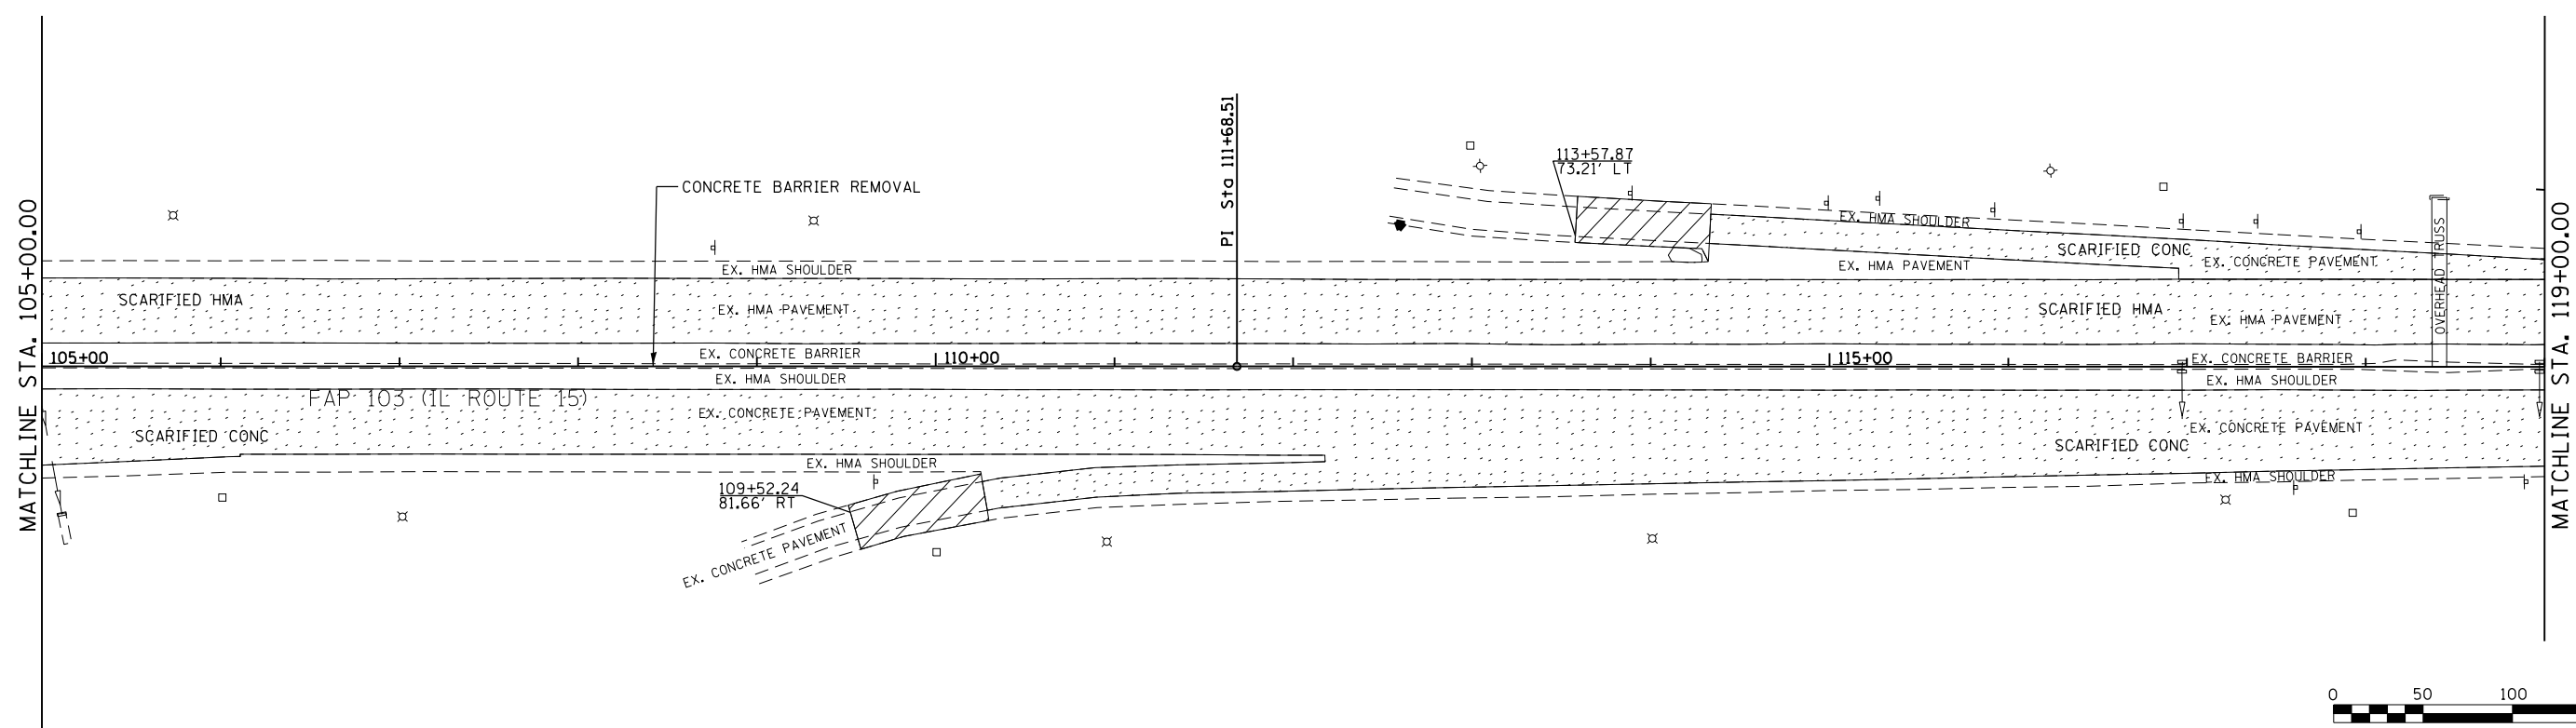 MATCHLINE STA. 105+00.00
PI Sta 111+68.51
113+57.87
73.21' LT
CONCRETE BARRIER REMOVAL
EX. HMA SHOULDER
SCARIFIED CONC
EX. HMA SHOULDER
EX. HMA PAVEMENT
EX. CONCRETE PAVEMENT
OVERHEAD TRUSS
SCARIFIED HMA
EX. HMA PAVEMENT
SCARIFIED HMA
EX. HMA PAVEMENT
105+00
EX. CONCRETE BARRIER
110+00
115+00
EX. CONCRETE BARRIER
EX. HMA SHOULDER
EX. HMA SHOULDER
FAP 103 (IL ROUTE 15)
EX. CONCRETE PAVEMENT
EX. CONCRETE PAVEMENT
SCARIFIED CONC
SCARIFIED CONC
EX. HMA SHOULDER
EX. HMA SHOULDER
109+52.24
81.66' RT
EX. CONCRETE PAVEMENT
MATCHLINE STA. 119+00.00
0 50 100